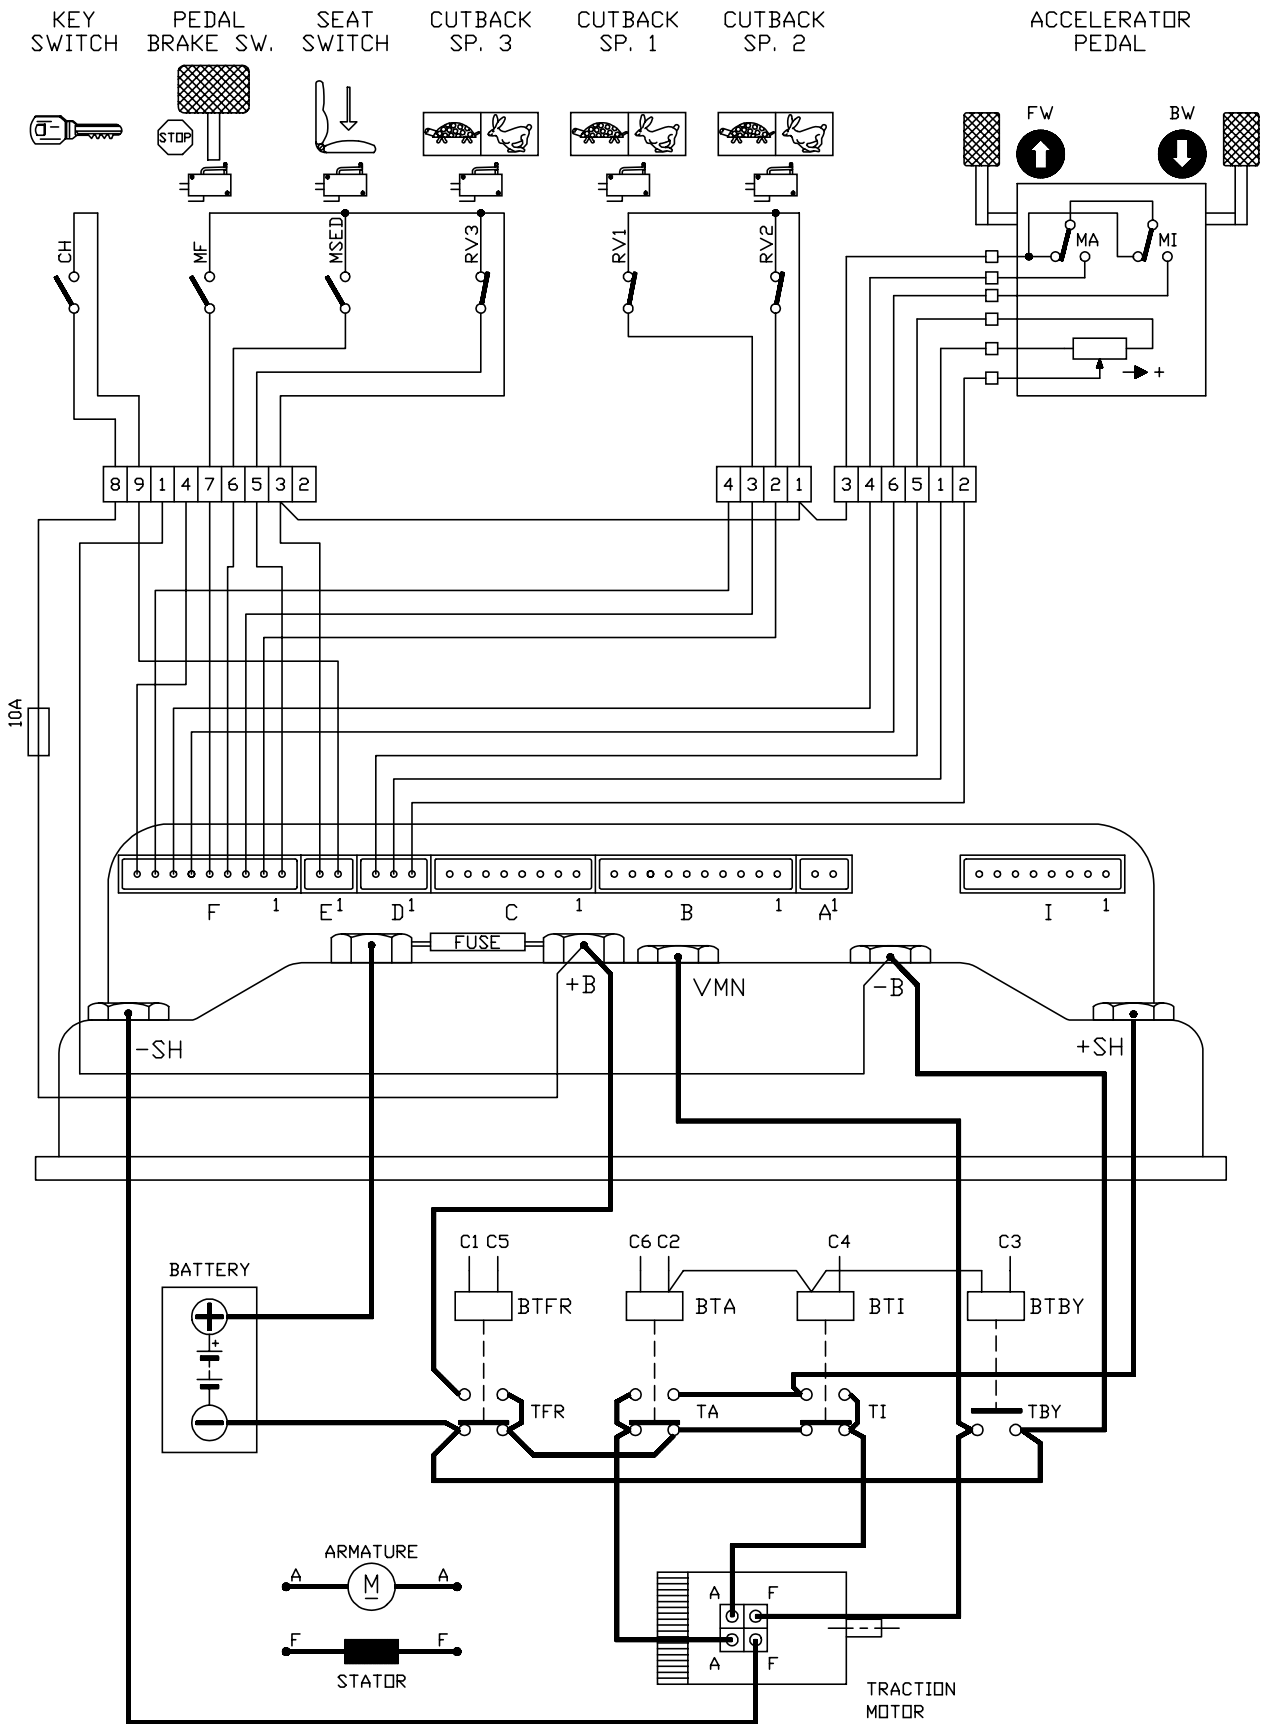 KEY SWITCH
PEDAL BRAKE SW.
SEAT SWITCH
CUTBACK SP. 3
CUTBACK SP. 1
CUTBACK SP. 2
ACCELERATOR PEDAL
STOP
FW
BW
CH
MF
MSED
RV3
RV1
RV2
MA
MI
+
8 9 1 4 7 6 5 3 2
4 3 2 1
3 4 6 5 1 2
10A
F 1
E 1
D 1
C 1
B 1
A 1
I 1
FUSE
+B
VMN
-B
-SH
+SH
C1 C5
C6 C2
C4
C3
BATTERY
BTFR
BTA
BTI
BTBY
+
+
-
TFR
TA
TI
TBY
ARMATURE
A M A
F F
STATOR
A F
A F
TRACTION
MOTOR